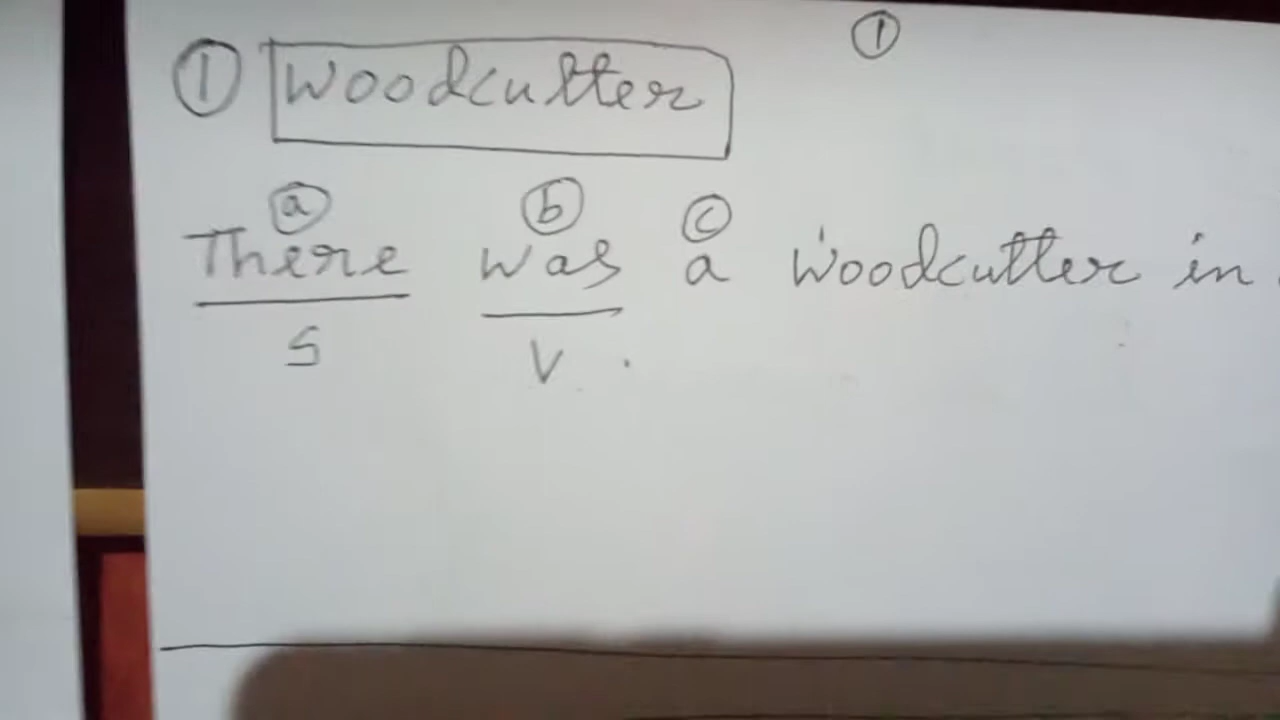 ① Woodcutter ①
ⓐ ⓑ ⓒ
There was a Woodcutter in
S V